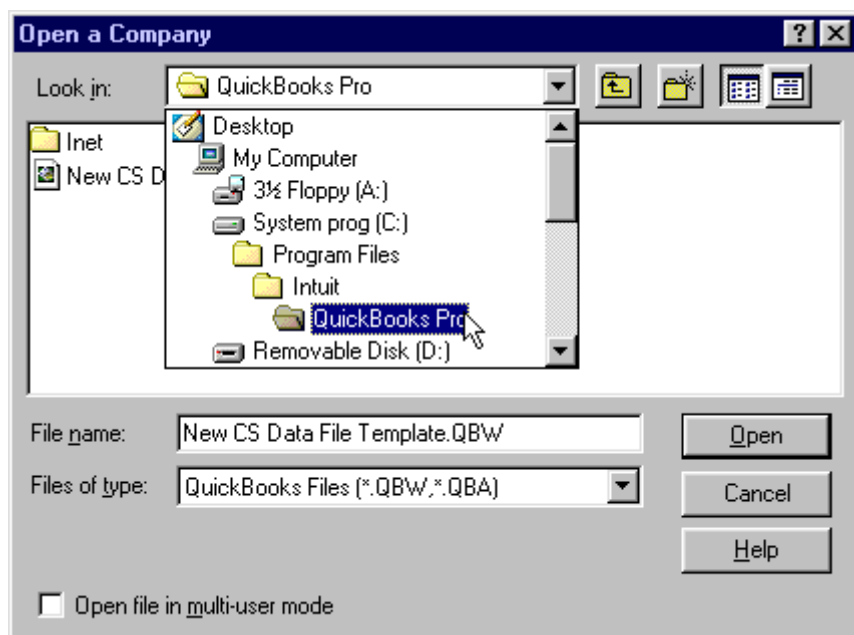 Open a Company
Look in: QuickBooks Pro
Desktop
Inet
My Computer
New CS D
3½ Floppy (A:)
System prog (C:)
Program Files
Intuit
QuickBooks Pro
Removable Disk (D:)
File name: New CS Data File Template.QBW Open
Files of type: QuickBooks Files (*.QBW,*.QBA) Cancel
Help
Open file in multi-user mode